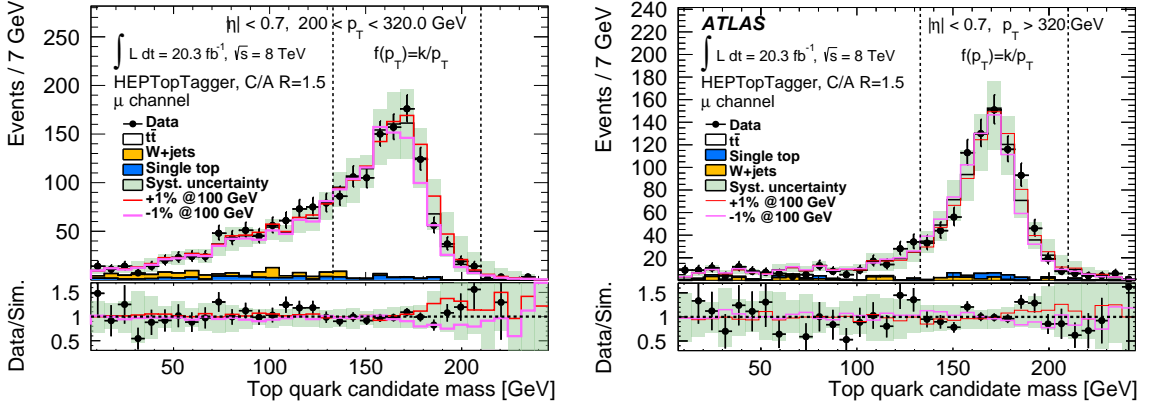 Events / 7 GeV
250
200
150
100
50
|η| < 0.7, 200 < p_T < 320.0 GeV
∫ L dt = 20.3 fb⁻¹, √s = 8 TeV
f(p_T)=k/p_T
HEPTopTagger, C/A R=1.5
μ channel
Data
tt̄
W+jets
Single top
Syst. uncertainty
+1% @100 GeV
-1% @100 GeV
Data/Sim.
1.5
1
0.5
50 100 150 200
Top quark candidate mass [GeV]
Events / 7 GeV
240
220
200
180
160
140
120
100
80
60
40
20
0
ATLAS
|η| < 0.7, p_T > 320 GeV
∫ L dt = 20.3 fb⁻¹, √s = 8 TeV
f(p_T)=k/p_T
HEPTopTagger, C/A R=1.5
μ channel
Data
tt̄
Single top
W+jets
Syst. uncertainty
+1% @100 GeV
-1% @100 GeV
Data/Sim.
1.5
1
0.5
50 100 150 200
Top quark candidate mass [GeV]